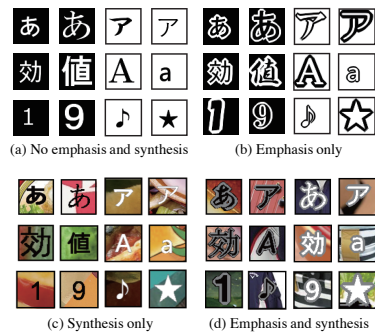 あ あ ア ア あ あ ア ア
効 値 A a 効 値 A a
1 9 ♪ ★ 1 9 ♪ ☆
(a) No emphasis and synthesis (b) Emphasis only
あ あ ア ア あ ア あ ア
効 値 A a 効 A 効 a
1 9 ♪ ★ 1 ♪ 9 ★
(c) Synthesis only (d) Emphasis and synthesis